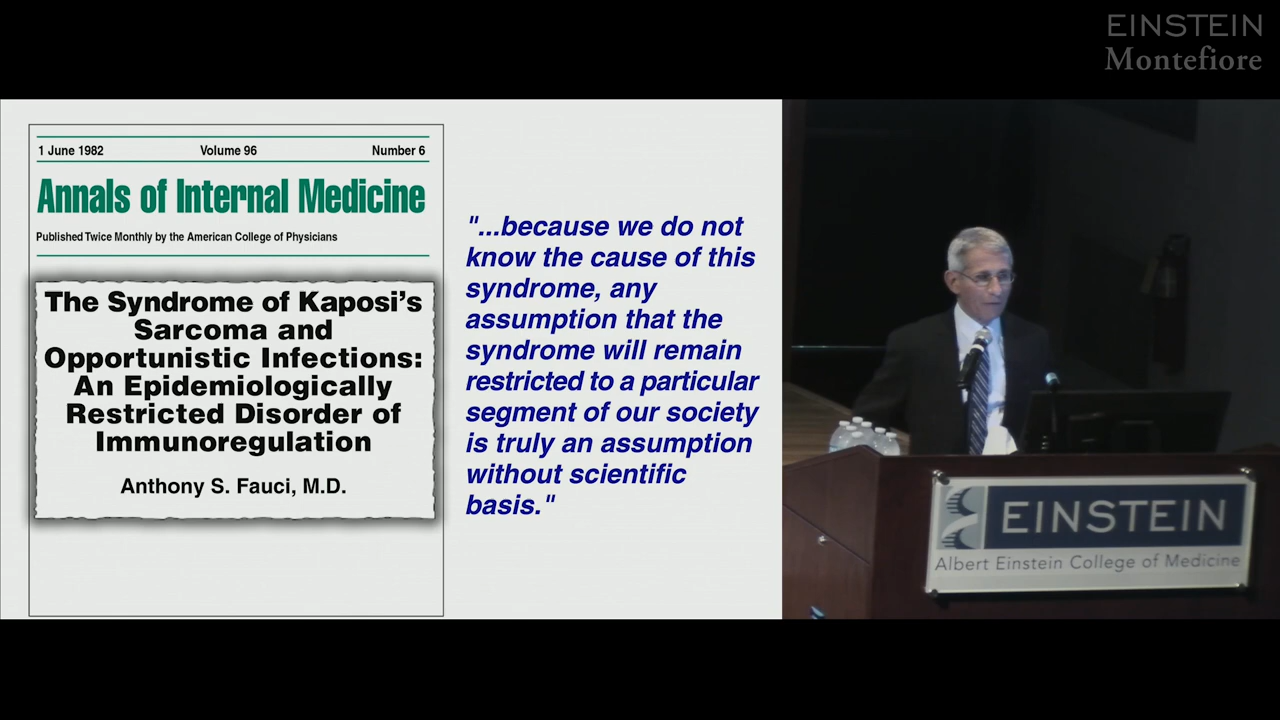 EINSTEIN
Montefiore
1 June 1982 Volume 96 Number 6
Annals of Internal Medicine
Published Twice Monthly by the American College of Physicians
The Syndrome of Kaposi's
Sarcoma and
Opportunistic Infections:
An Epidemiologically
Restricted Disorder of
Immunoregulation
Anthony S. Fauci, M.D.
"...because we do not
know the cause of this
syndrome, any
assumption that the
syndrome will remain
restricted to a particular
segment of our society
is truly an assumption
without scientific
basis."
EINSTEIN
Albert Einstein College of Medicine